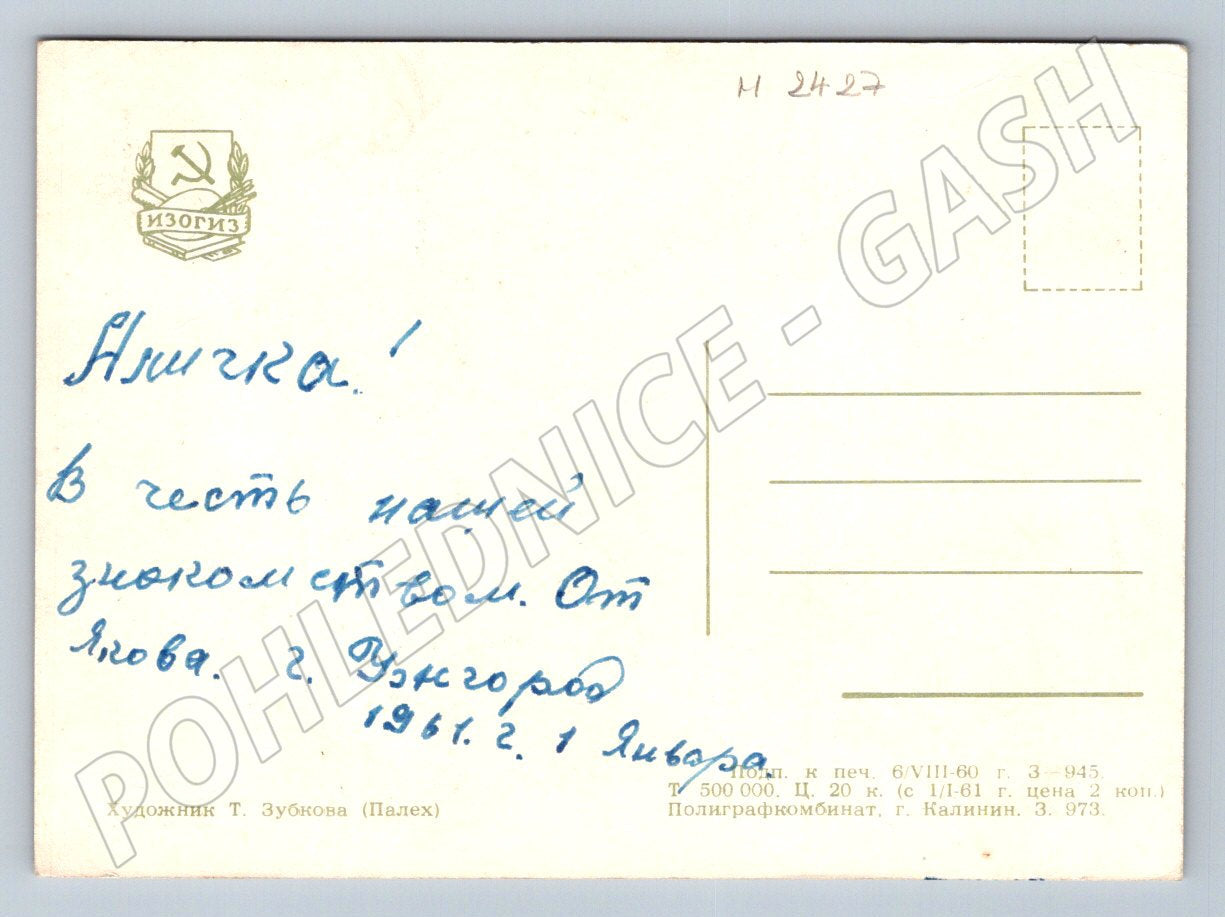 М 2427
ИЗОГИЗ
Аличка!
В честь нашей
знакомством. От
Якова. г. Ужгород
1961. г. 1 Января.
Художник Т. Зубкова (Палех)
Подп. к печ. 6/VIII-60 г. З—945.
Т. 500 000. Ц. 20 к. (с 1/I-61 г. цена 2 коп.)
Полиграфкомбинат, г. Калинин. З. 973.
POHLEDNICE - GASH